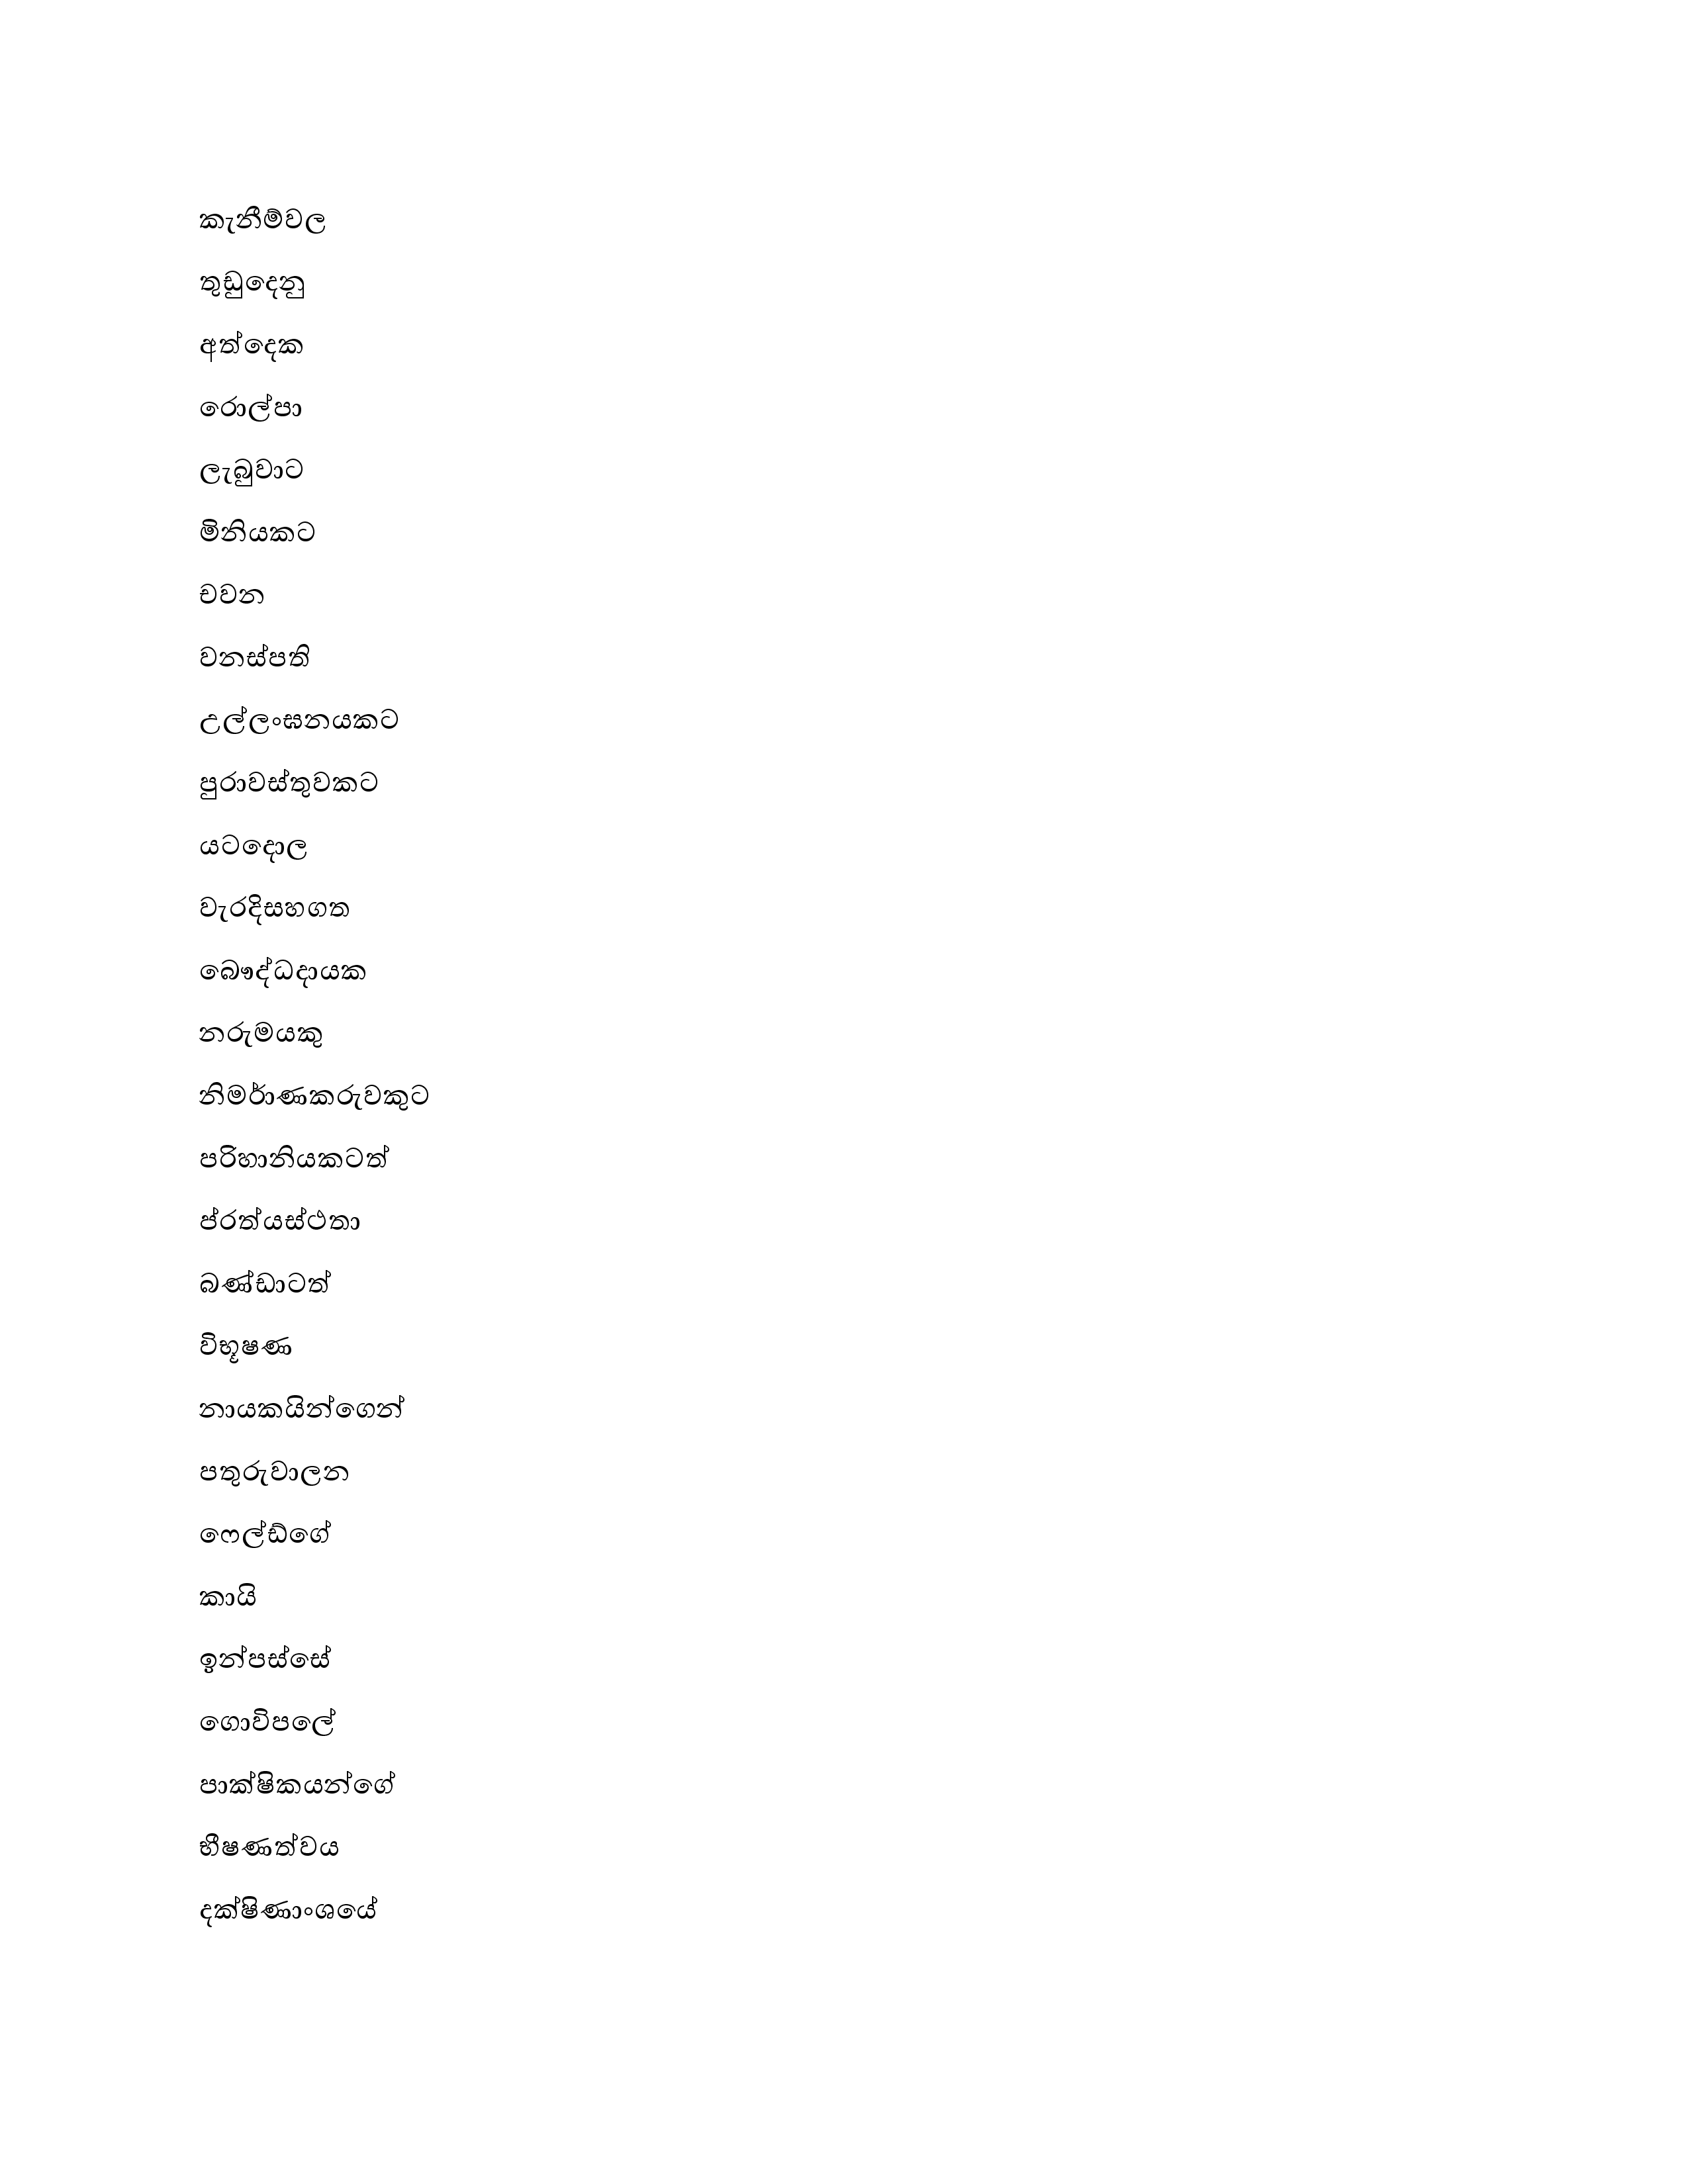 කැනීම්වල
තුඩුදෙනු
අත්දෙක
රොල්පා
ලැබුවාට
මිනියකට
චවන
වනස්පති
උල්ලංඝනයකට
පුරාවස්තුවකට
යටදොල
වැරදිසහගත
බෞද්ධදායක
නරුමයකු
නිර්මාණකරුවකුට
පරිහානියකටත්
ප්රත්යස්ථතා
බණ්ඩාටත්
විභූෂණ
නායකයින්ගෙන්
පතුරුවාලන
ෆෙල්ඩ්ගේ
කායි
ඉන්පස්සේ
ගොවිපලේ
පාක්ෂිකයන්ගේ
භීෂණත්වය
දක්ෂිණාංශයේ